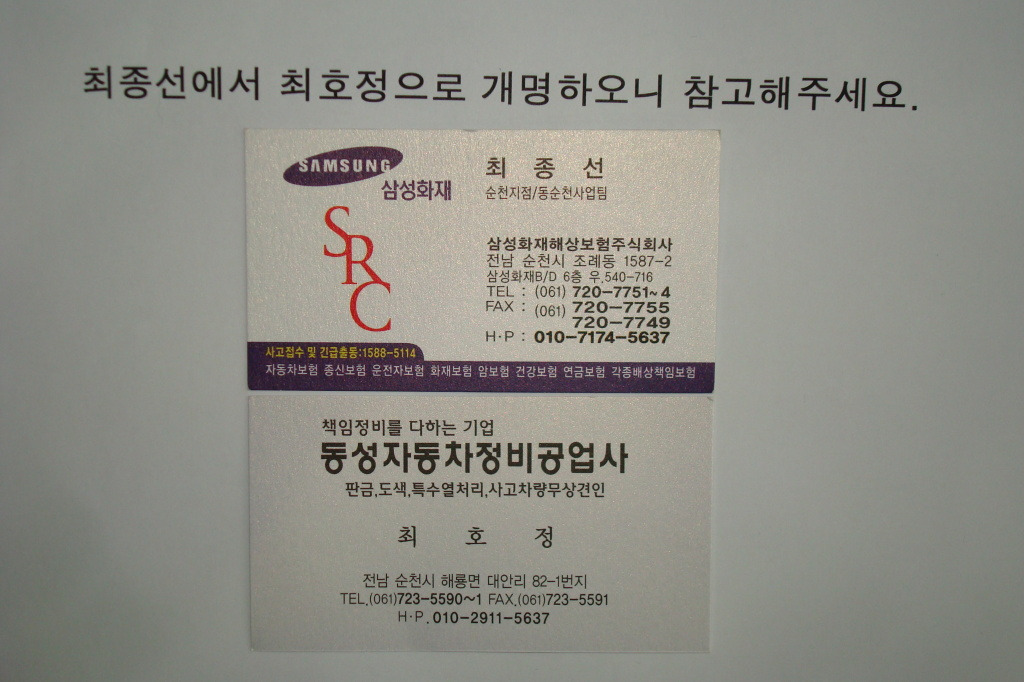 최종선에서 최호정으로 개명하오니 참고해주세요.
SAMSUNG
삼성화재
SRC
최 종 선
순천지점/동순천사업팀
삼성화재해상보험주식회사
전남 순천시 조례동 1587-2
삼성화재B/D 6층 우.540-716
TEL : (061) 720-7751~4
FAX : (061) 720-7755
720-7749
H·P : 010-7174-5637
사고접수 및 긴급출동:1588-5114
자동차보험 종신보험 운전자보험 화재보험 암보험 건강보험 연금보험 각종배상책임보험
책임정비를 다하는 기업
동성자동차정비공업사
판금,도색,특수열처리,사고차량무상견인
최 호 정
전남 순천시 해룡면 대안리 82-1번지
TEL.(061)723-5590~1 FAX.(061)723-5591
H·P. 010-2911-5637